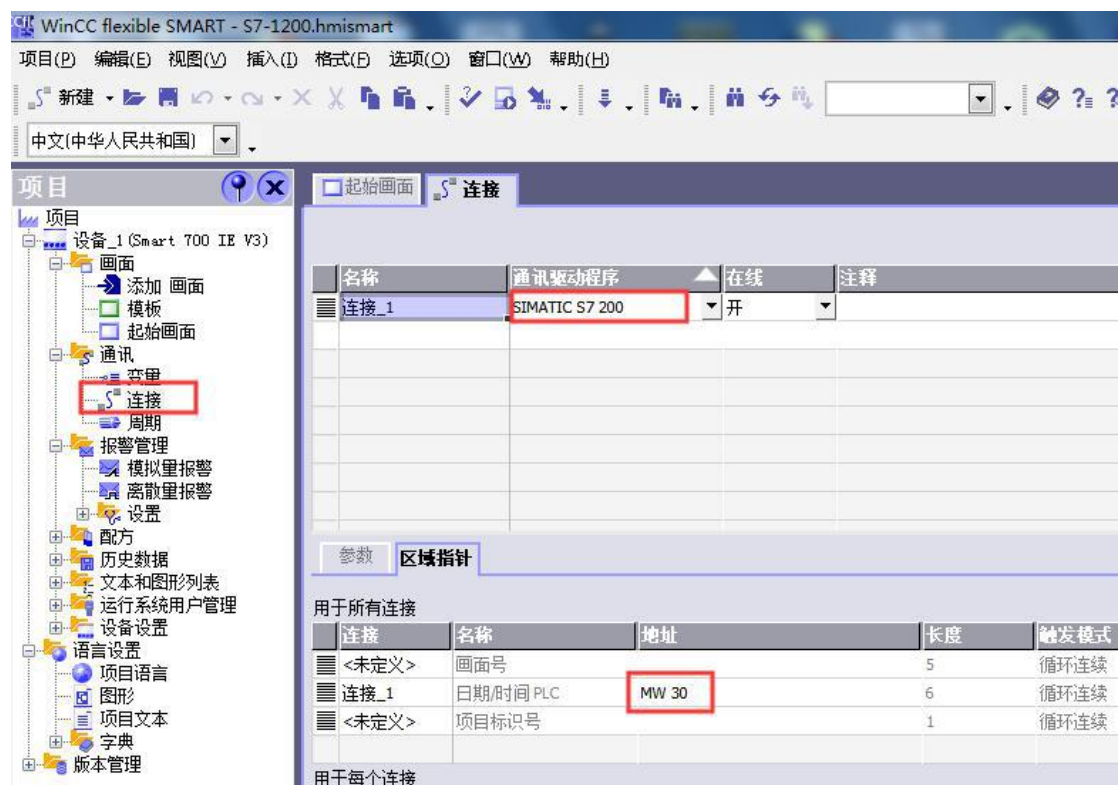 WinCC flexible SMART - S7-1200.hmismart
项目(P) 编辑(E) 视图(V) 插入(I) 格式(F) 选项(O) 窗口(W) 帮助(H)
新建
中文(中华人民共和国)
项目
起始画面 连接
项目
设备_1(Smart 700 IE V3)
画面
添加 画面
模板
起始画面
通讯
变量
连接
周期
报警管理
模拟量报警
离散量报警
设置
配方
历史数据
文本和图形列表
运行系统用户管理
设备设置
语言设置
项目语言
图形
项目文本
字典
版本管理
名称 通讯驱动程序 在线 注释
连接_1 SIMATIC S7 200 开
参数 区域指针
用于所有连接
连接 名称 地址 长度 触发模式
<未定义> 画面号 5 循环连续
连接_1 日期/时间 PLC MW 30 6 循环连续
<未定义> 项目标识号 1 循环连续
用于每个连接